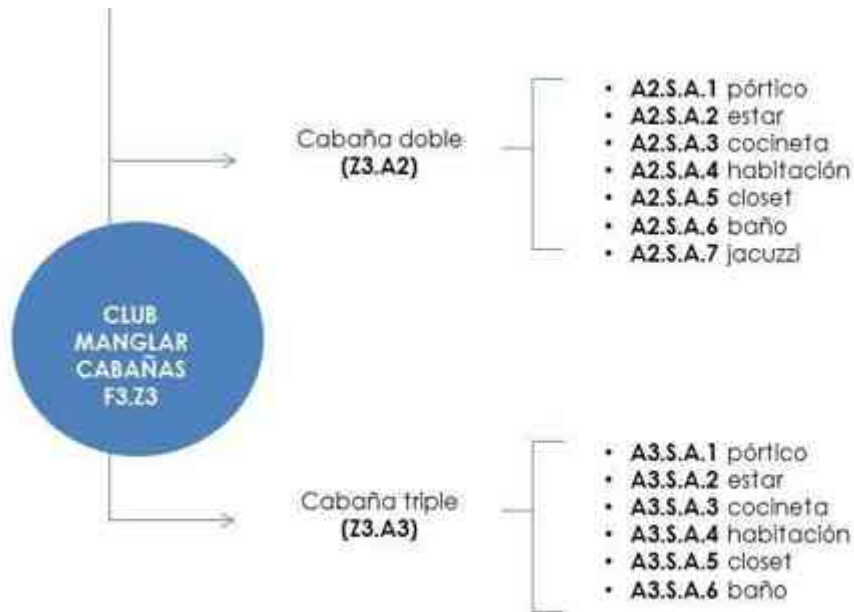 Cabaña doble
(Z3.A2)
• A2.S.A.1 pórtico
• A2.S.A.2 estar
• A2.S.A.3 cocineta
• A2.S.A.4 habitación
• A2.S.A.5 closet
• A2.S.A.6 baño
• A2.S.A.7 jacuzzi
CLUB
MANGLAR
CABAÑAS
F3.Z3
Cabaña triple
(Z3.A3)
• A3.S.A.1 pórtico
• A3.S.A.2 estar
• A3.S.A.3 cocineta
• A3.S.A.4 habitación
• A3.S.A.5 closet
• A3.S.A.6 baño